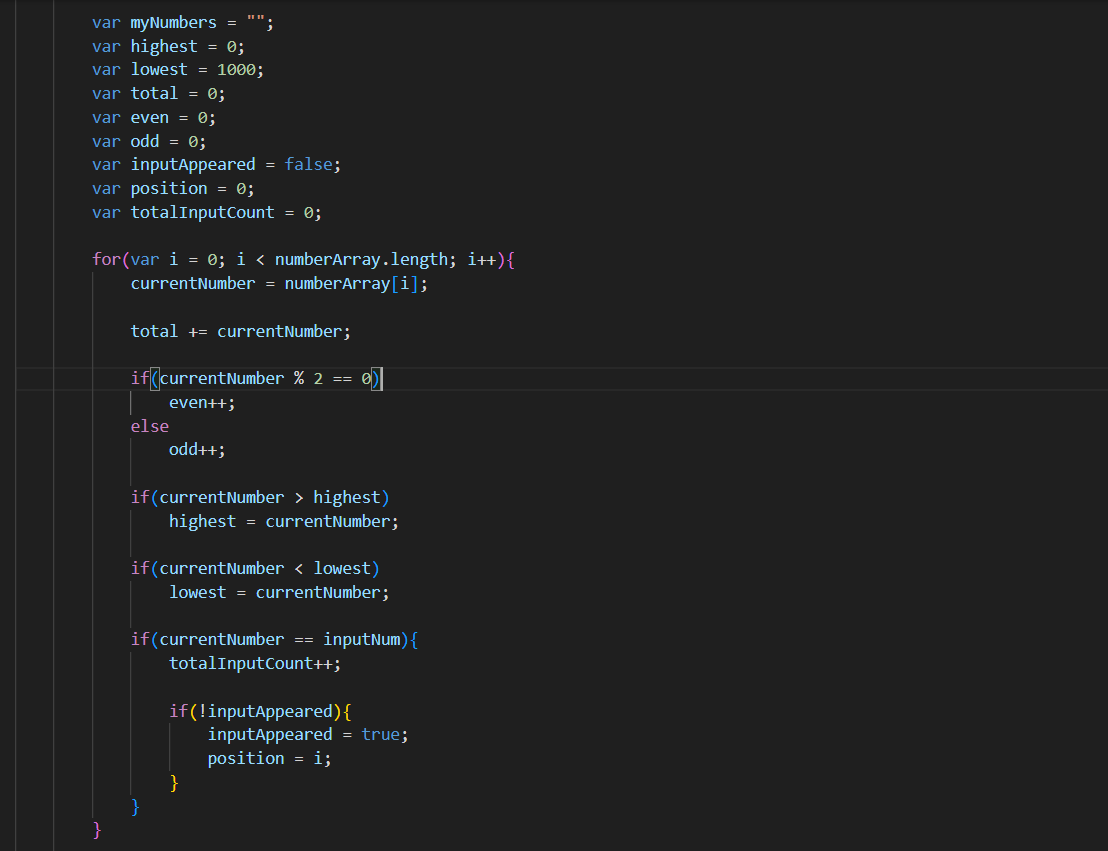 var myNumbers = "";
var highest = 0;
var lowest = 1000;
var total = 0;
var even = 0;
var odd = 0;
var inputAppeared = false;
var position = 0;
var totalInputCount = 0;
for(var i = 0; i < numberArray.length; i++){
currentNumber = numberArray[i];
total += currentNumber;
if(currentNumber % 2 == 0)
even++;
else
odd++;
if(currentNumber > highest)
highest = currentNumber;
if(currentNumber < lowest)
lowest = currentNumber;
if(currentNumber == inputNum){
totalInputCount++;
if(!inputAppeared){
inputAppeared = true;
position = i;
}
}
}